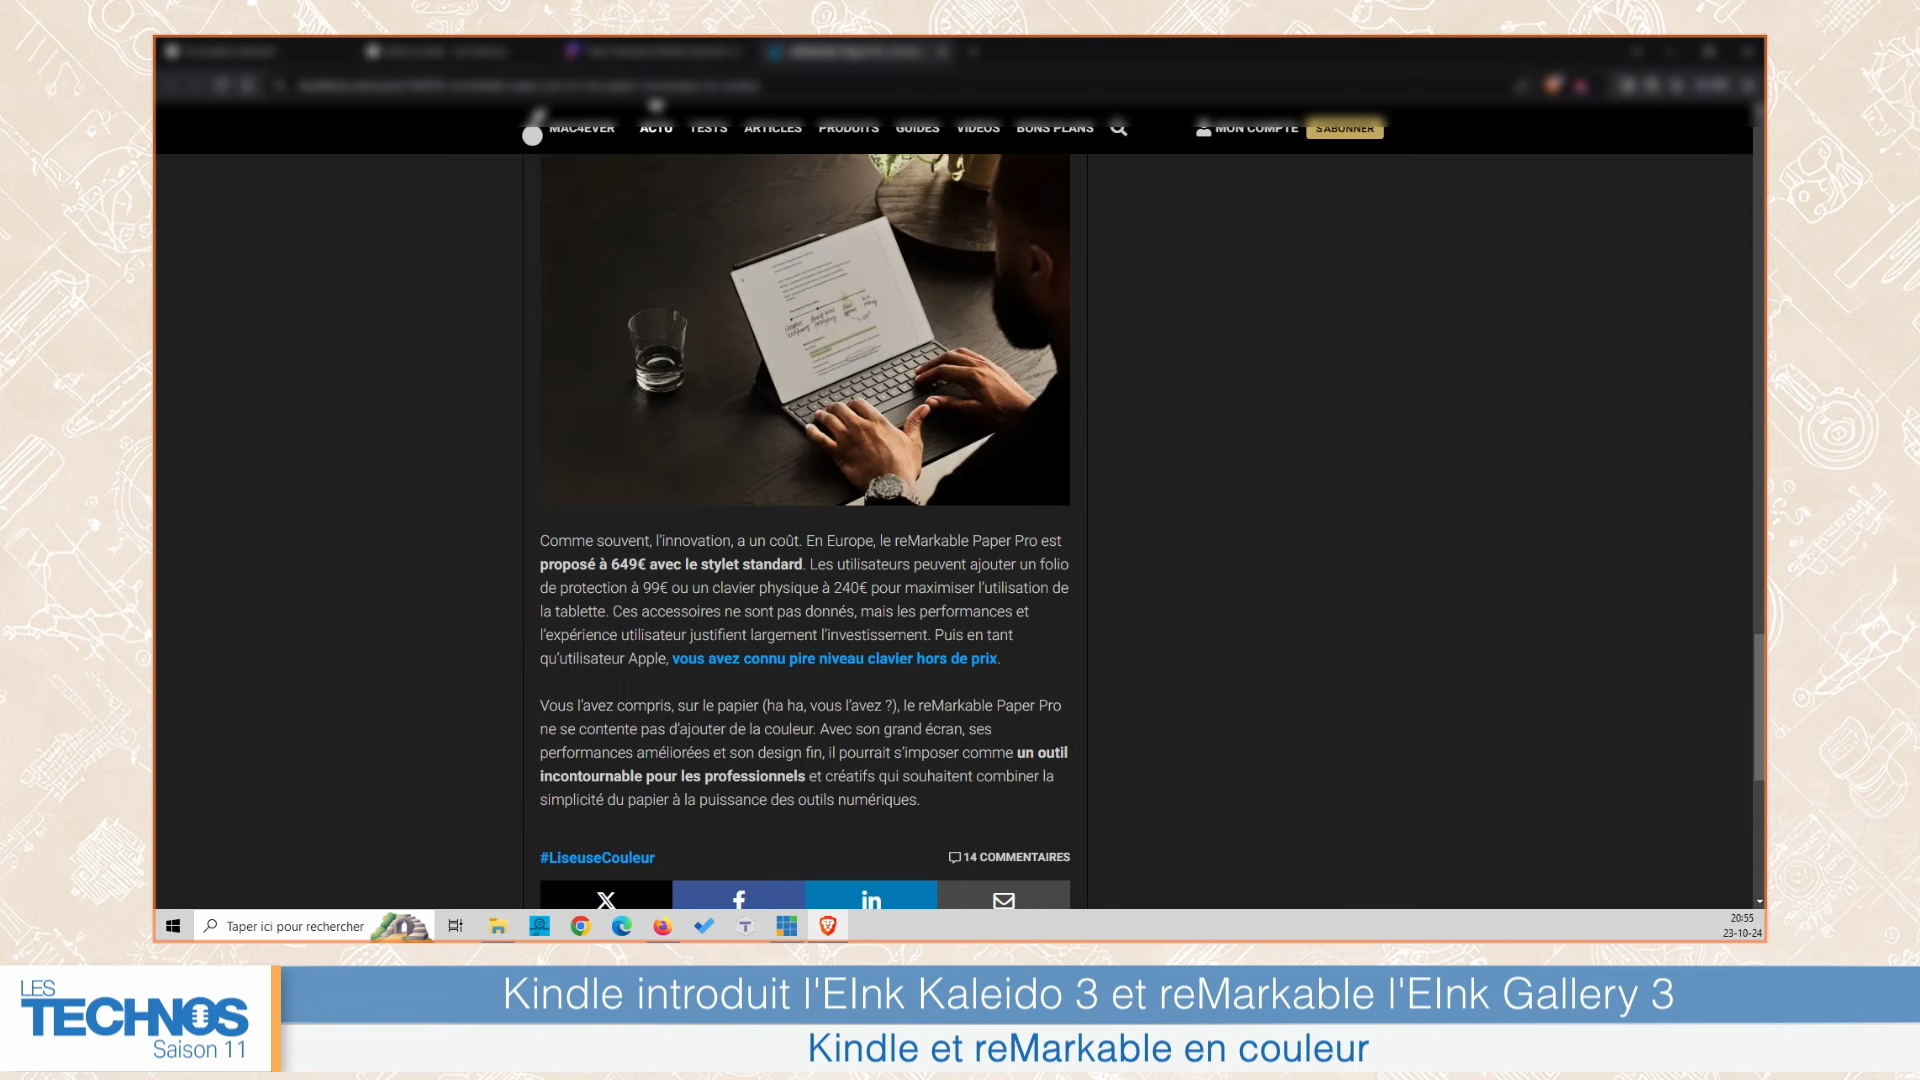 MAC4EVER ACTU TESTS ARTICLES PRODUITS GUIDES VIDÉOS BONS PLANS MON COMPTE S'ABONNER
Comme souvent, l'innovation, a un coût. En Europe, le reMarkable Paper Pro est
proposé à 649€ avec le stylet standard. Les utilisateurs peuvent ajouter un folio
de protection à 99€ ou un clavier physique à 240€ pour maximiser l'utilisation de
la tablette. Ces accessoires ne sont pas donnés, mais les performances et
l'expérience utilisateur justifient largement l'investissement. Puis en tant
qu'utilisateur Apple, vous avez connu pire niveau clavier hors de prix.
Vous l'avez compris, sur le papier (ha ha, vous l'avez ?), le reMarkable Paper Pro
ne se contente pas d'ajouter de la couleur. Avec son grand écran, ses
performances améliorées et son design fin, il pourrait s'imposer comme un outil
incontournable pour les professionnels et créatifs qui souhaitent combiner la
simplicité du papier à la puissance des outils numériques.
#LiseuseCouleur 14 COMMENTAIRES
Taper ici pour rechercher
20:55
23-10-24
LES
TECHNOS
Saison 11
Kindle introduit l'EInk Kaleido 3 et reMarkable l'EInk Gallery 3
Kindle et reMarkable en couleur